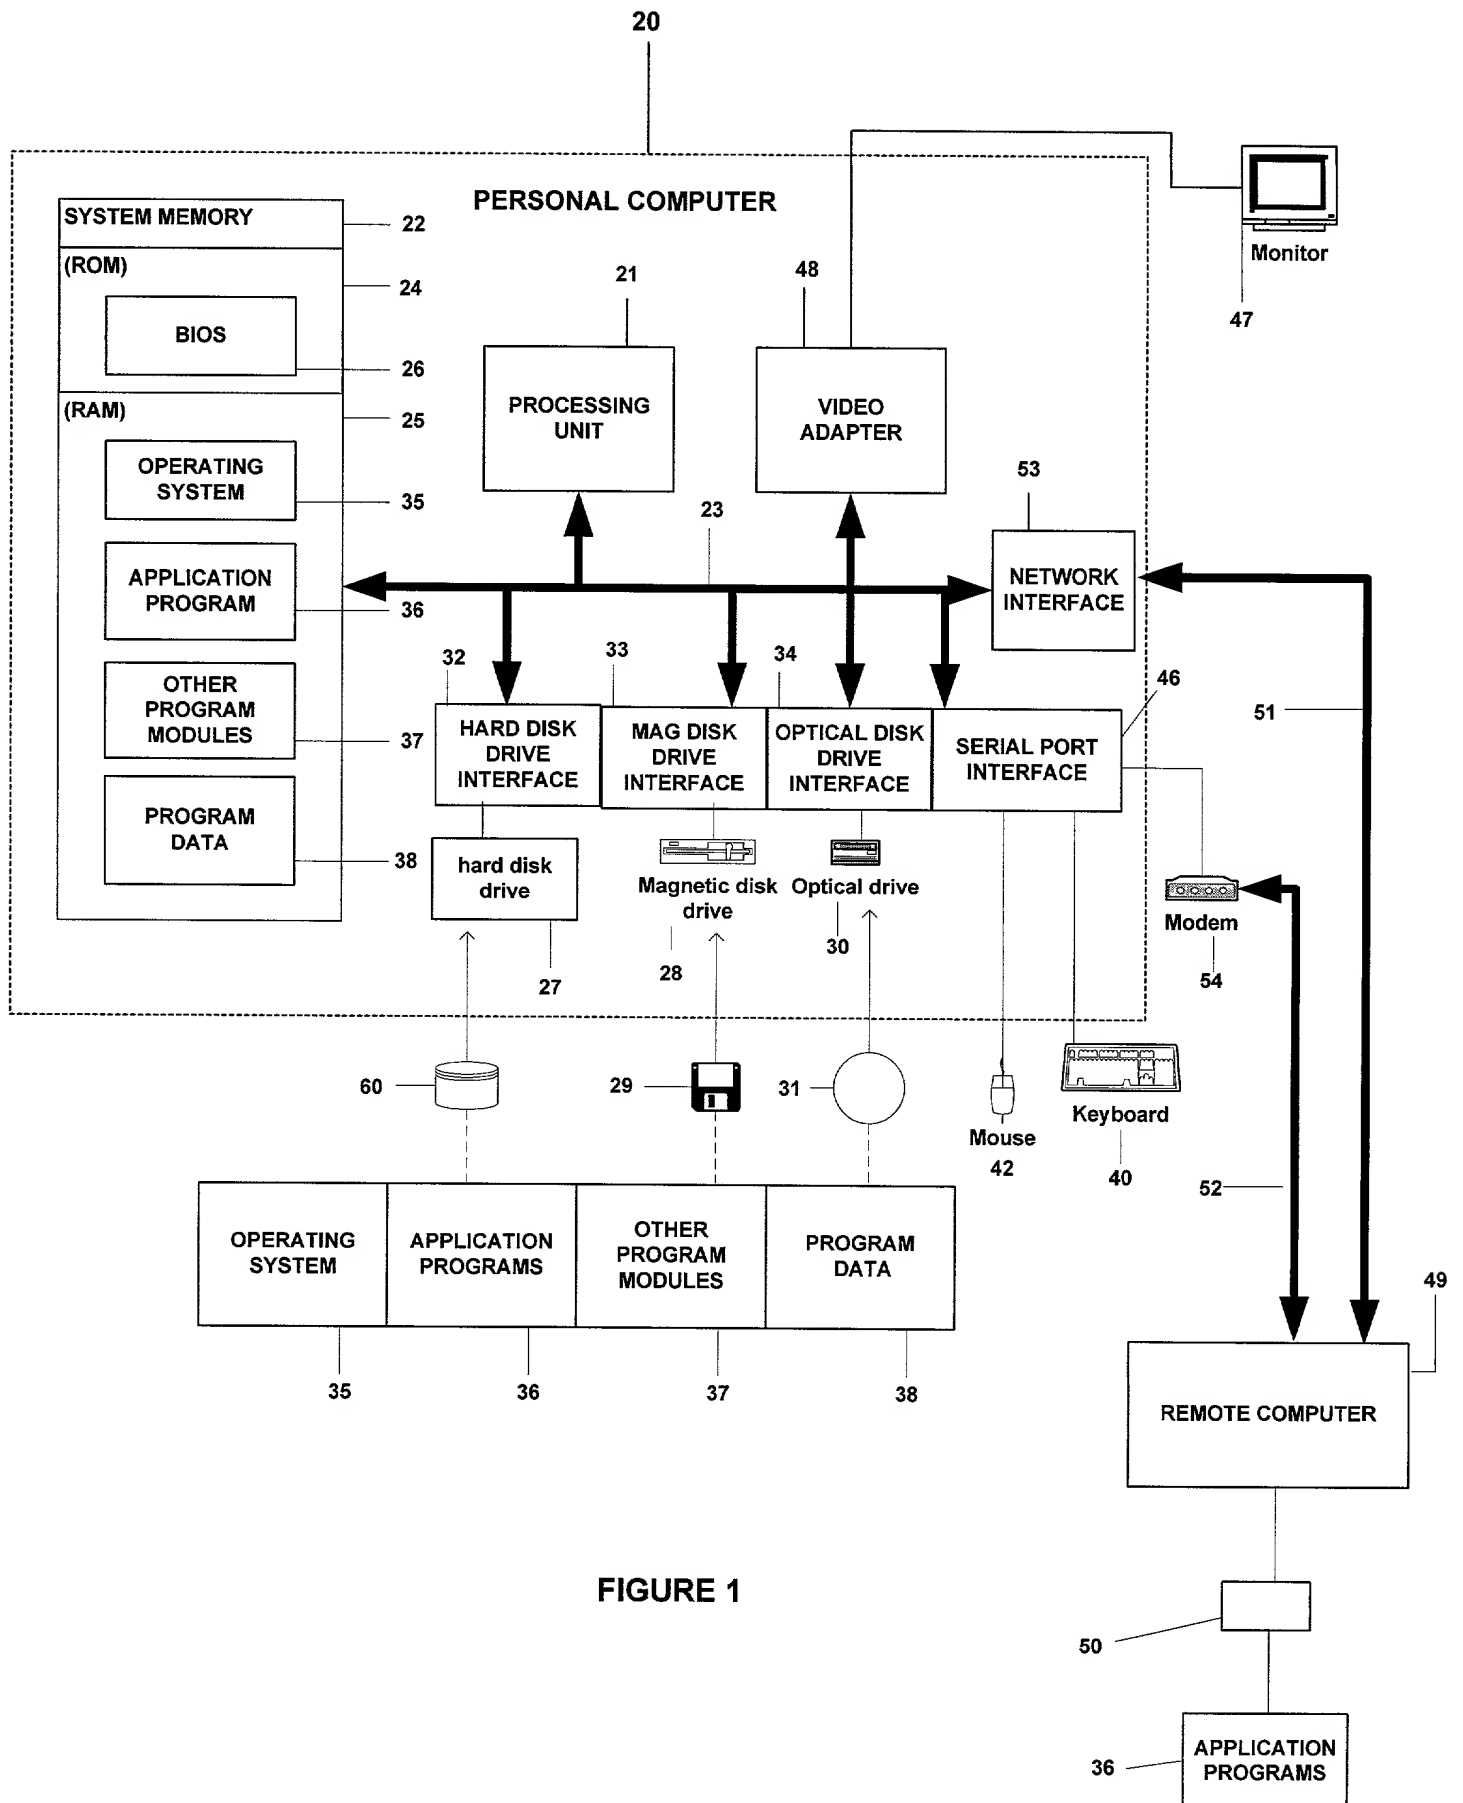 20
PERSONAL COMPUTER
SYSTEM MEMORY
22
(ROM)
24
BIOS
26
(RAM)
25
OPERATING
SYSTEM
35
APPLICATION
PROGRAM
36
OTHER
PROGRAM
MODULES
37
PROGRAM
DATA
38
21
PROCESSING
UNIT
48
VIDEO
ADAPTER
Monitor
47
23
53
NETWORK
INTERFACE
32
HARD DISK
DRIVE
INTERFACE
33
MAG DISK
DRIVE
INTERFACE
34
OPTICAL DISK
DRIVE
INTERFACE
46
SERIAL PORT
INTERFACE
51
hard disk
drive
27
Magnetic disk
drive
28
Optical drive
30
Modem
54
60
29
31
Mouse
42
Keyboard
40
52
OPERATING
SYSTEM
APPLICATION
PROGRAMS
OTHER
PROGRAM
MODULES
PROGRAM
DATA
35
36
37
38
49
REMOTE COMPUTER
FIGURE 1
50
36
APPLICATION
PROGRAMS